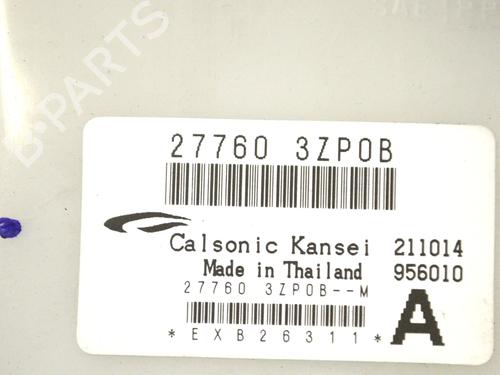 27760 3ZP0B
Calsonic Kansei 211014
Made in Thailand 956010
27760 3ZP0B--M
A
*EXB26311*
B-PARTS